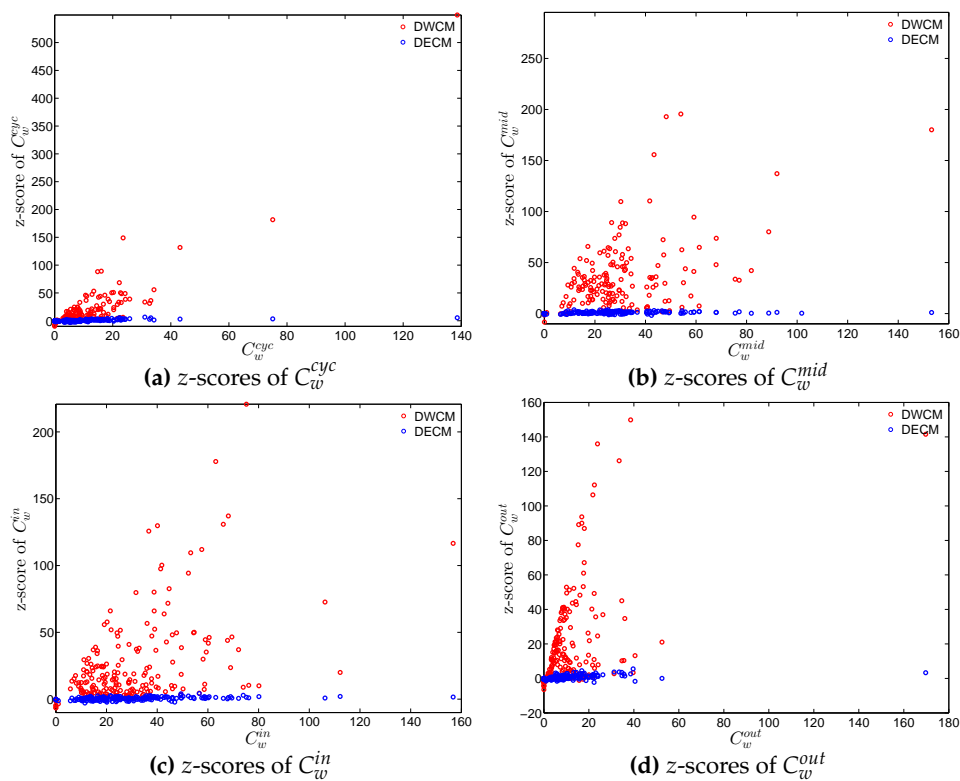 550
500
450
400
350
300
250
200
150
100
50
0
0 20 40 60 80 100 120 140
z-score of C_w^{cyc}
C_w^{cyc}
DWCM
DECM
(a) z-scores of C_w^{cyc}
250
200
150
100
50
0
0 20 40 60 80 100 120 140 160
z-score of C_w^{mid}
C_w^{mid}
DWCM
DECM
(b) z-scores of C_w^{mid}
200
150
100
50
0
0 20 40 60 80 100 120 140 160
z-score of C_w^{in}
C_w^{in}
DWCM
DECM
(c) z-scores of C_w^{in}
160
140
120
100
80
60
40
20
0
−20
0 20 40 60 80 100 120 140 160 180
z-score of C_w^{out}
C_w^{out}
DWCM
DECM
(d) z-scores of C_w^{out}